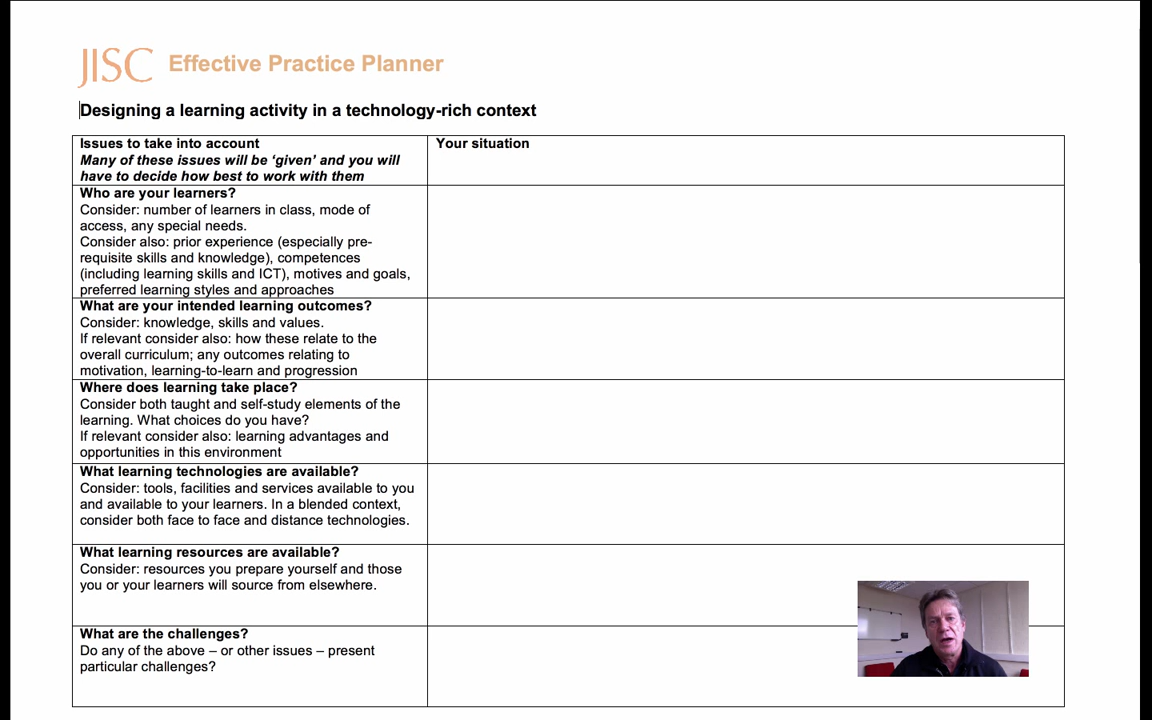 JISC Effective Practice Planner
Designing a learning activity in a technology-rich context
Issues to take into account
Many of these issues will be ‘given’ and you will
have to decide how best to work with them
Your situation
Who are your learners?
Consider: number of learners in class, mode of
access, any special needs.
Consider also: prior experience (especially pre-
requisite skills and knowledge), competences
(including learning skills and ICT), motives and goals,
preferred learning styles and approaches
What are your intended learning outcomes?
Consider: knowledge, skills and values.
If relevant consider also: how these relate to the
overall curriculum; any outcomes relating to
motivation, learning-to-learn and progression
Where does learning take place?
Consider both taught and self-study elements of the
learning. What choices do you have?
If relevant consider also: learning advantages and
opportunities in this environment
What learning technologies are available?
Consider: tools, facilities and services available to you
and available to your learners. In a blended context,
consider both face to face and distance technologies.
What learning resources are available?
Consider: resources you prepare yourself and those
you or your learners will source from elsewhere.
What are the challenges?
Do any of the above – or other issues – present
particular challenges?